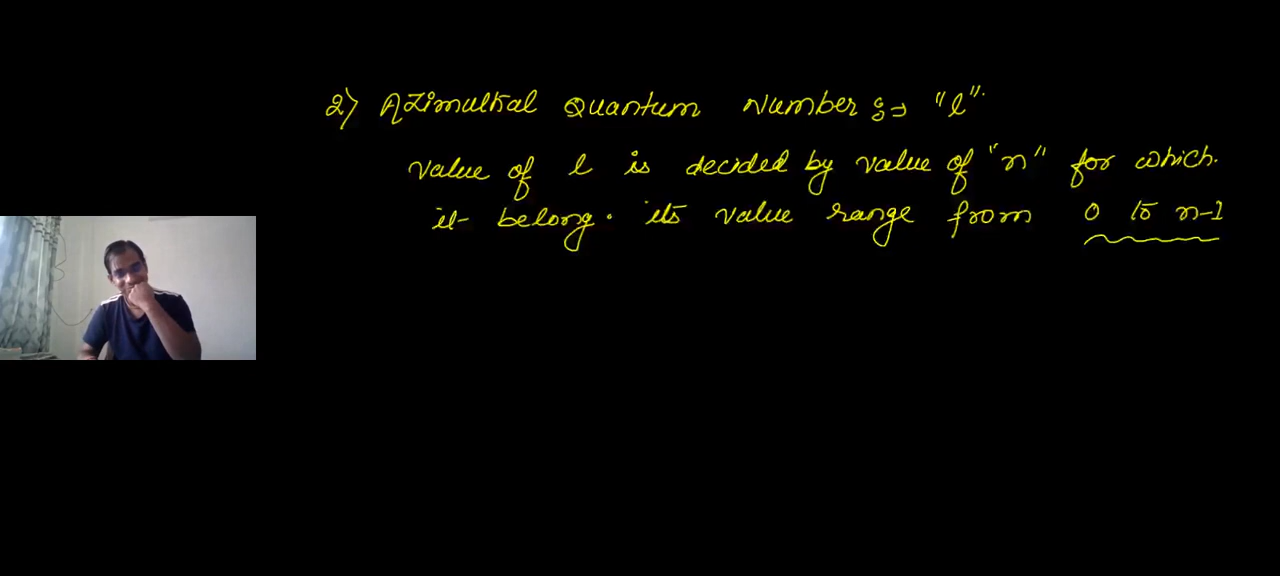 2) Azimuthal Quantum Number :→ "l".
value of l is decided by value of "n" for which.
it belong. its value range from 0 to n-1